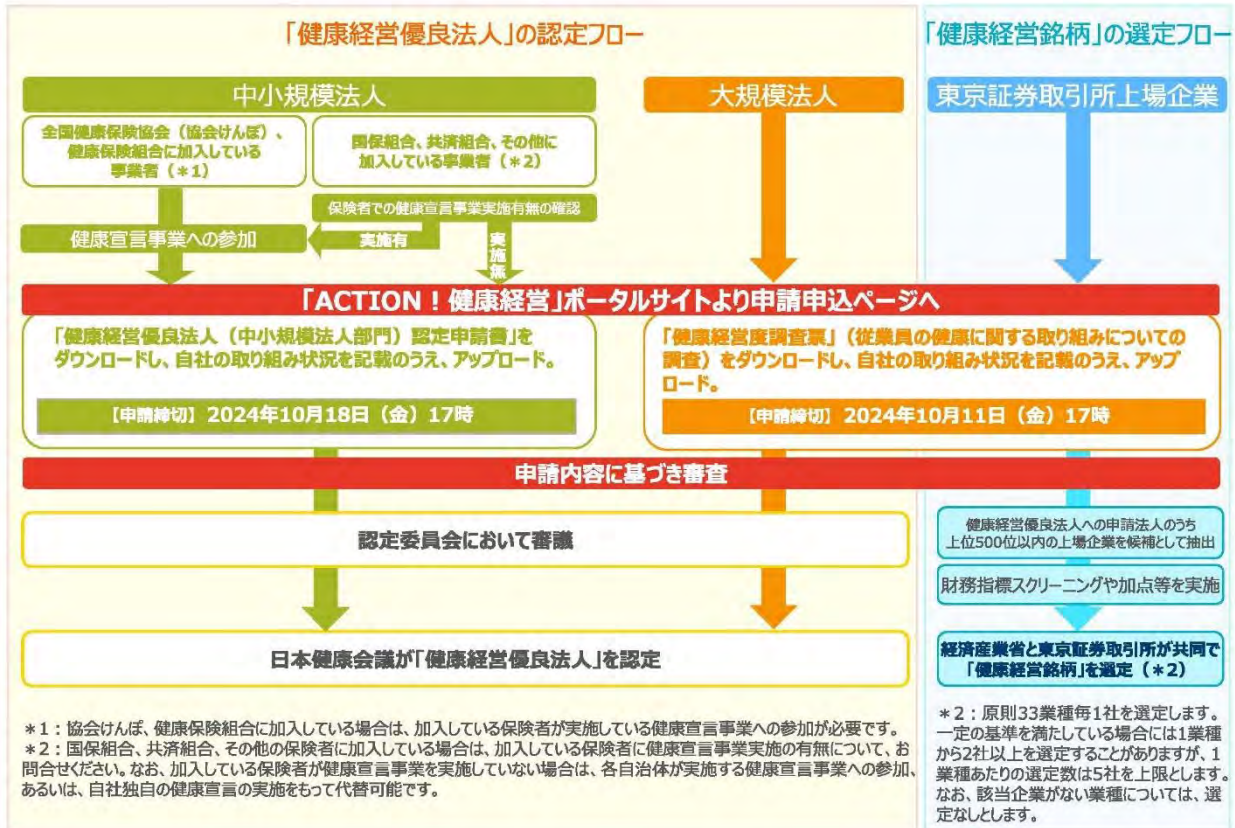 「健康経営優良法人」の認定フロー
「健康経営銘柄」の選定フロー
中小規模法人
大規模法人
東京証券取引所上場企業
全国健康保険協会（協会けんぽ）、
健康保険組合に加入している
事業者（＊1）
国保組合、共済組合、その他に
加入している事業者（＊2）
保険者での健康宣言事業実施有無の確認
健康宣言事業への参加
実施有
実施無
「ACTION！健康経営」ポータルサイトより申請申込ページへ
「健康経営優良法人（中小規模法人部門）認定申請書」を
ダウンロードし、自社の取り組み状況を記載のうえ、アップロード。
【申請締切】2024年10月18日（金）17時
「健康経営度調査票」（従業員の健康に関する取り組みについての
調査）をダウンロードし、自社の取り組み状況を記載のうえ、アップ
ロード。
【申請締切】2024年10月11日（金）17時
申請内容に基づき審査
認定委員会において審議
日本健康会議が「健康経営優良法人」を認定
健康経営優良法人への申請法人のうち
上位500位以内の上場企業を候補として抽出
財務指標スクリーニングや加点等を実施
経済産業省と東京証券取引所が共同で
「健康経営銘柄」を選定（＊2）
＊1：協会けんぽ、健康保険組合に加入している場合は、加入している保険者が実施している健康宣言事業への参加が必要です。
＊2：国保組合、共済組合、その他の保険者に加入している場合は、加入している保険者に健康宣言事業実施の有無について、お
問合せください。なお、加入している保険者が健康宣言事業を実施していない場合は、各自治体が実施する健康宣言事業への参加、
あるいは、自社独自の健康宣言の実施をもって代替可能です。
＊2：原則33業種毎1社を選定します。
一定の基準を満たしている場合には1業種
から2社以上を選定することがありますが、1
業種あたりの選定数は5社を上限とします。
なお、該当企業がない業種については、選
定なしとします。